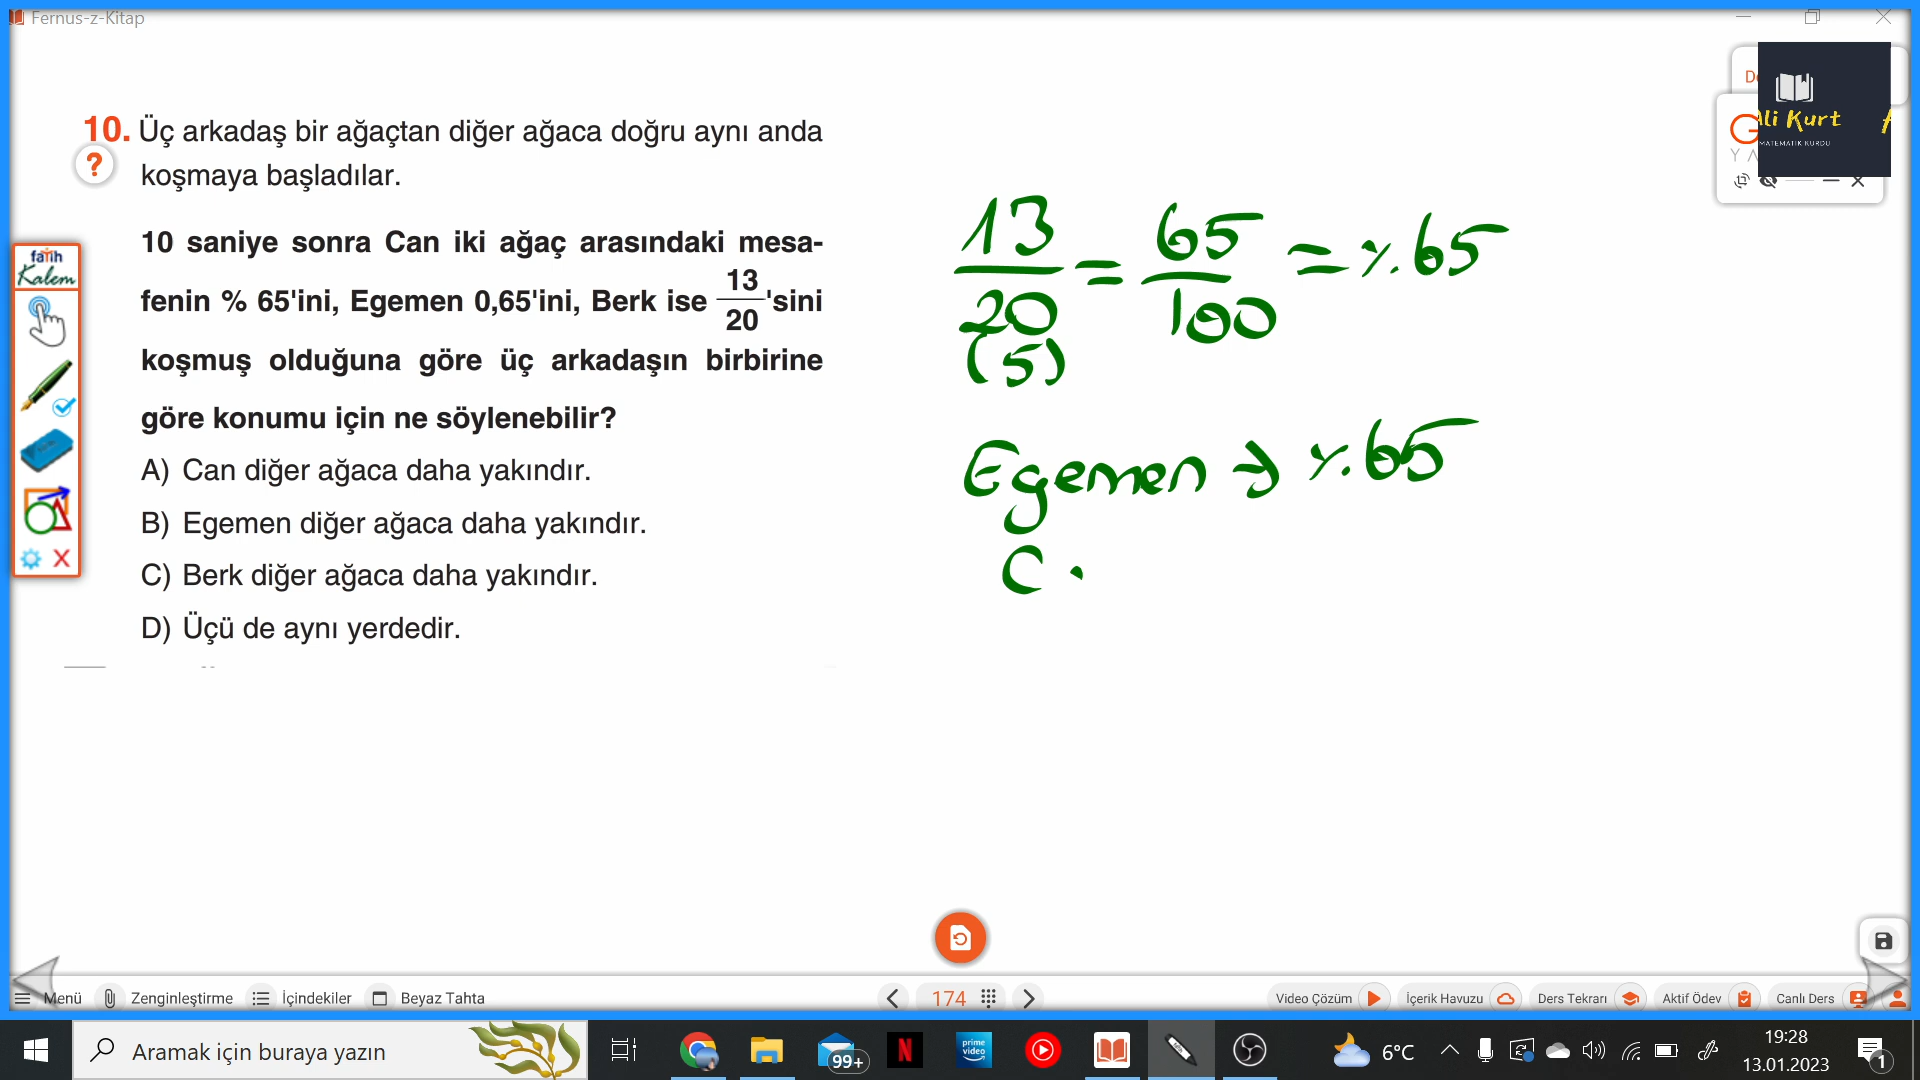 Fernus-z-Kitap
Ali Kurt
MATEMATİK KURDU
10. Üç arkadaş bir ağaçtan diğer ağaca doğru aynı anda
?
koşmaya başladılar.
10 saniye sonra Can iki ağaç arasındaki mesa-
fenin % 65'ini, Egemen 0,65'ini, Berk ise 13/20'sini
koşmuş olduğuna göre üç arkadaşın birbirine
göre konumu için ne söylenebilir?
A) Can diğer ağaca daha yakındır.
B) Egemen diğer ağaca daha yakındır.
C) Berk diğer ağaca daha yakındır.
D) Üçü de aynı yerdedir.
fatih
Kalem
13/20 = 65/100 = %65
(5)
Egemen → %65
C
Menü
Zenginleştirme
İçindekiler
Beyaz Tahta
174
Video Çözüm
İçerik Havuzu
Ders Tekrarı
Aktif Ödev
Canlı Ders
Aramak için buraya yazın
99+
N
prime video
6°C
19:28
13.01.2023
1